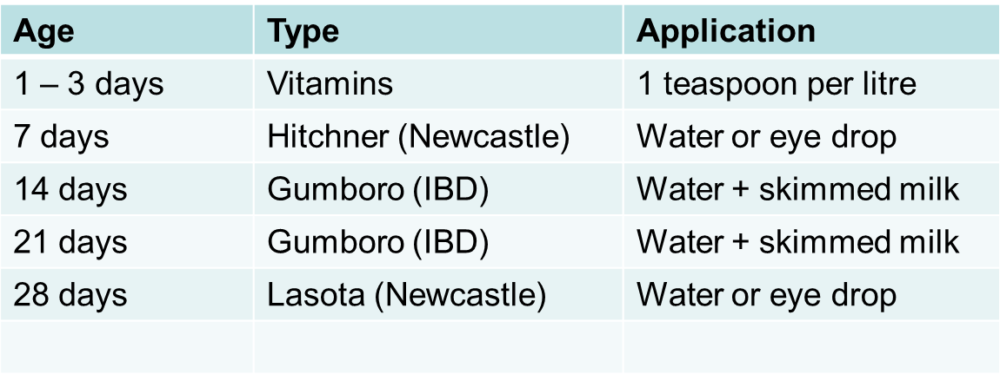 Age Type Application
1 – 3 days Vitamins 1 teaspoon per litre
7 days Hitchner (Newcastle) Water or eye drop
14 days Gumboro (IBD) Water + skimmed milk
21 days Gumboro (IBD) Water + skimmed milk
28 days Lasota (Newcastle) Water or eye drop